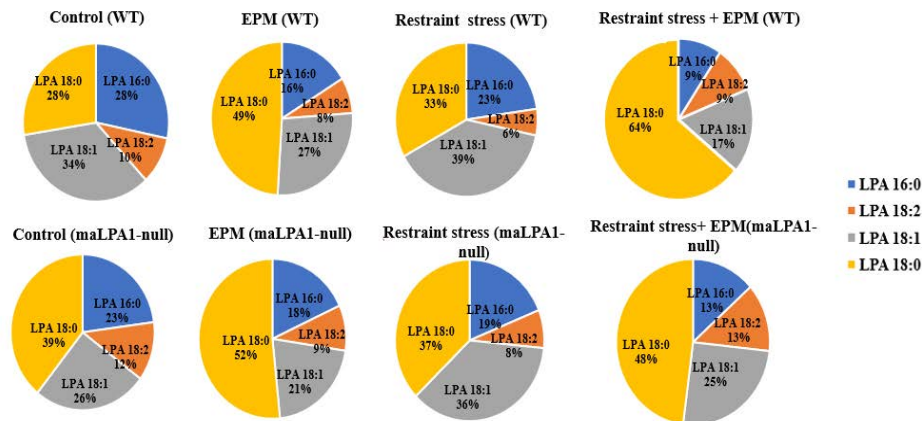 Control (WT)
LPA 18:0
28%
LPA 16:0
28%
LPA 18:2
10%
LPA 18:1
34%
EPM (WT)
LPA 18:0
49%
LPA 16:0
16%
LPA 18:2
8%
LPA 18:1
27%
Restraint stress (WT)
LPA 18:0
33%
LPA 16:0
23%
LPA 18:2
6%
LPA 18:1
39%
Restraint stress + EPM (WT)
LPA 16:0
9%
LPA 18:2
9%
LPA 18:0
64%
LPA 18:1
17%
LPA 16:0
LPA 18:2
LPA 18:1
LPA 18:0
Control (maLPA1-null)
LPA 16:0
23%
LPA 18:0
39%
LPA 18:2
12%
LPA 18:1
26%
EPM (maLPA1-null)
LPA 16:0
18%
LPA 18:0
52%
LPA 18:2
9%
LPA 18:1
21%
Restraint stress (maLPA1-
null)
LPA 16:0
19%
LPA 18:0
37%
LPA 18:2
8%
LPA 18:1
36%
Restraint stress+ EPM(maLPA1-
null)
LPA 16:0
13%
LPA 18:2
13%
LPA 18:0
48%
LPA 18:1
25%